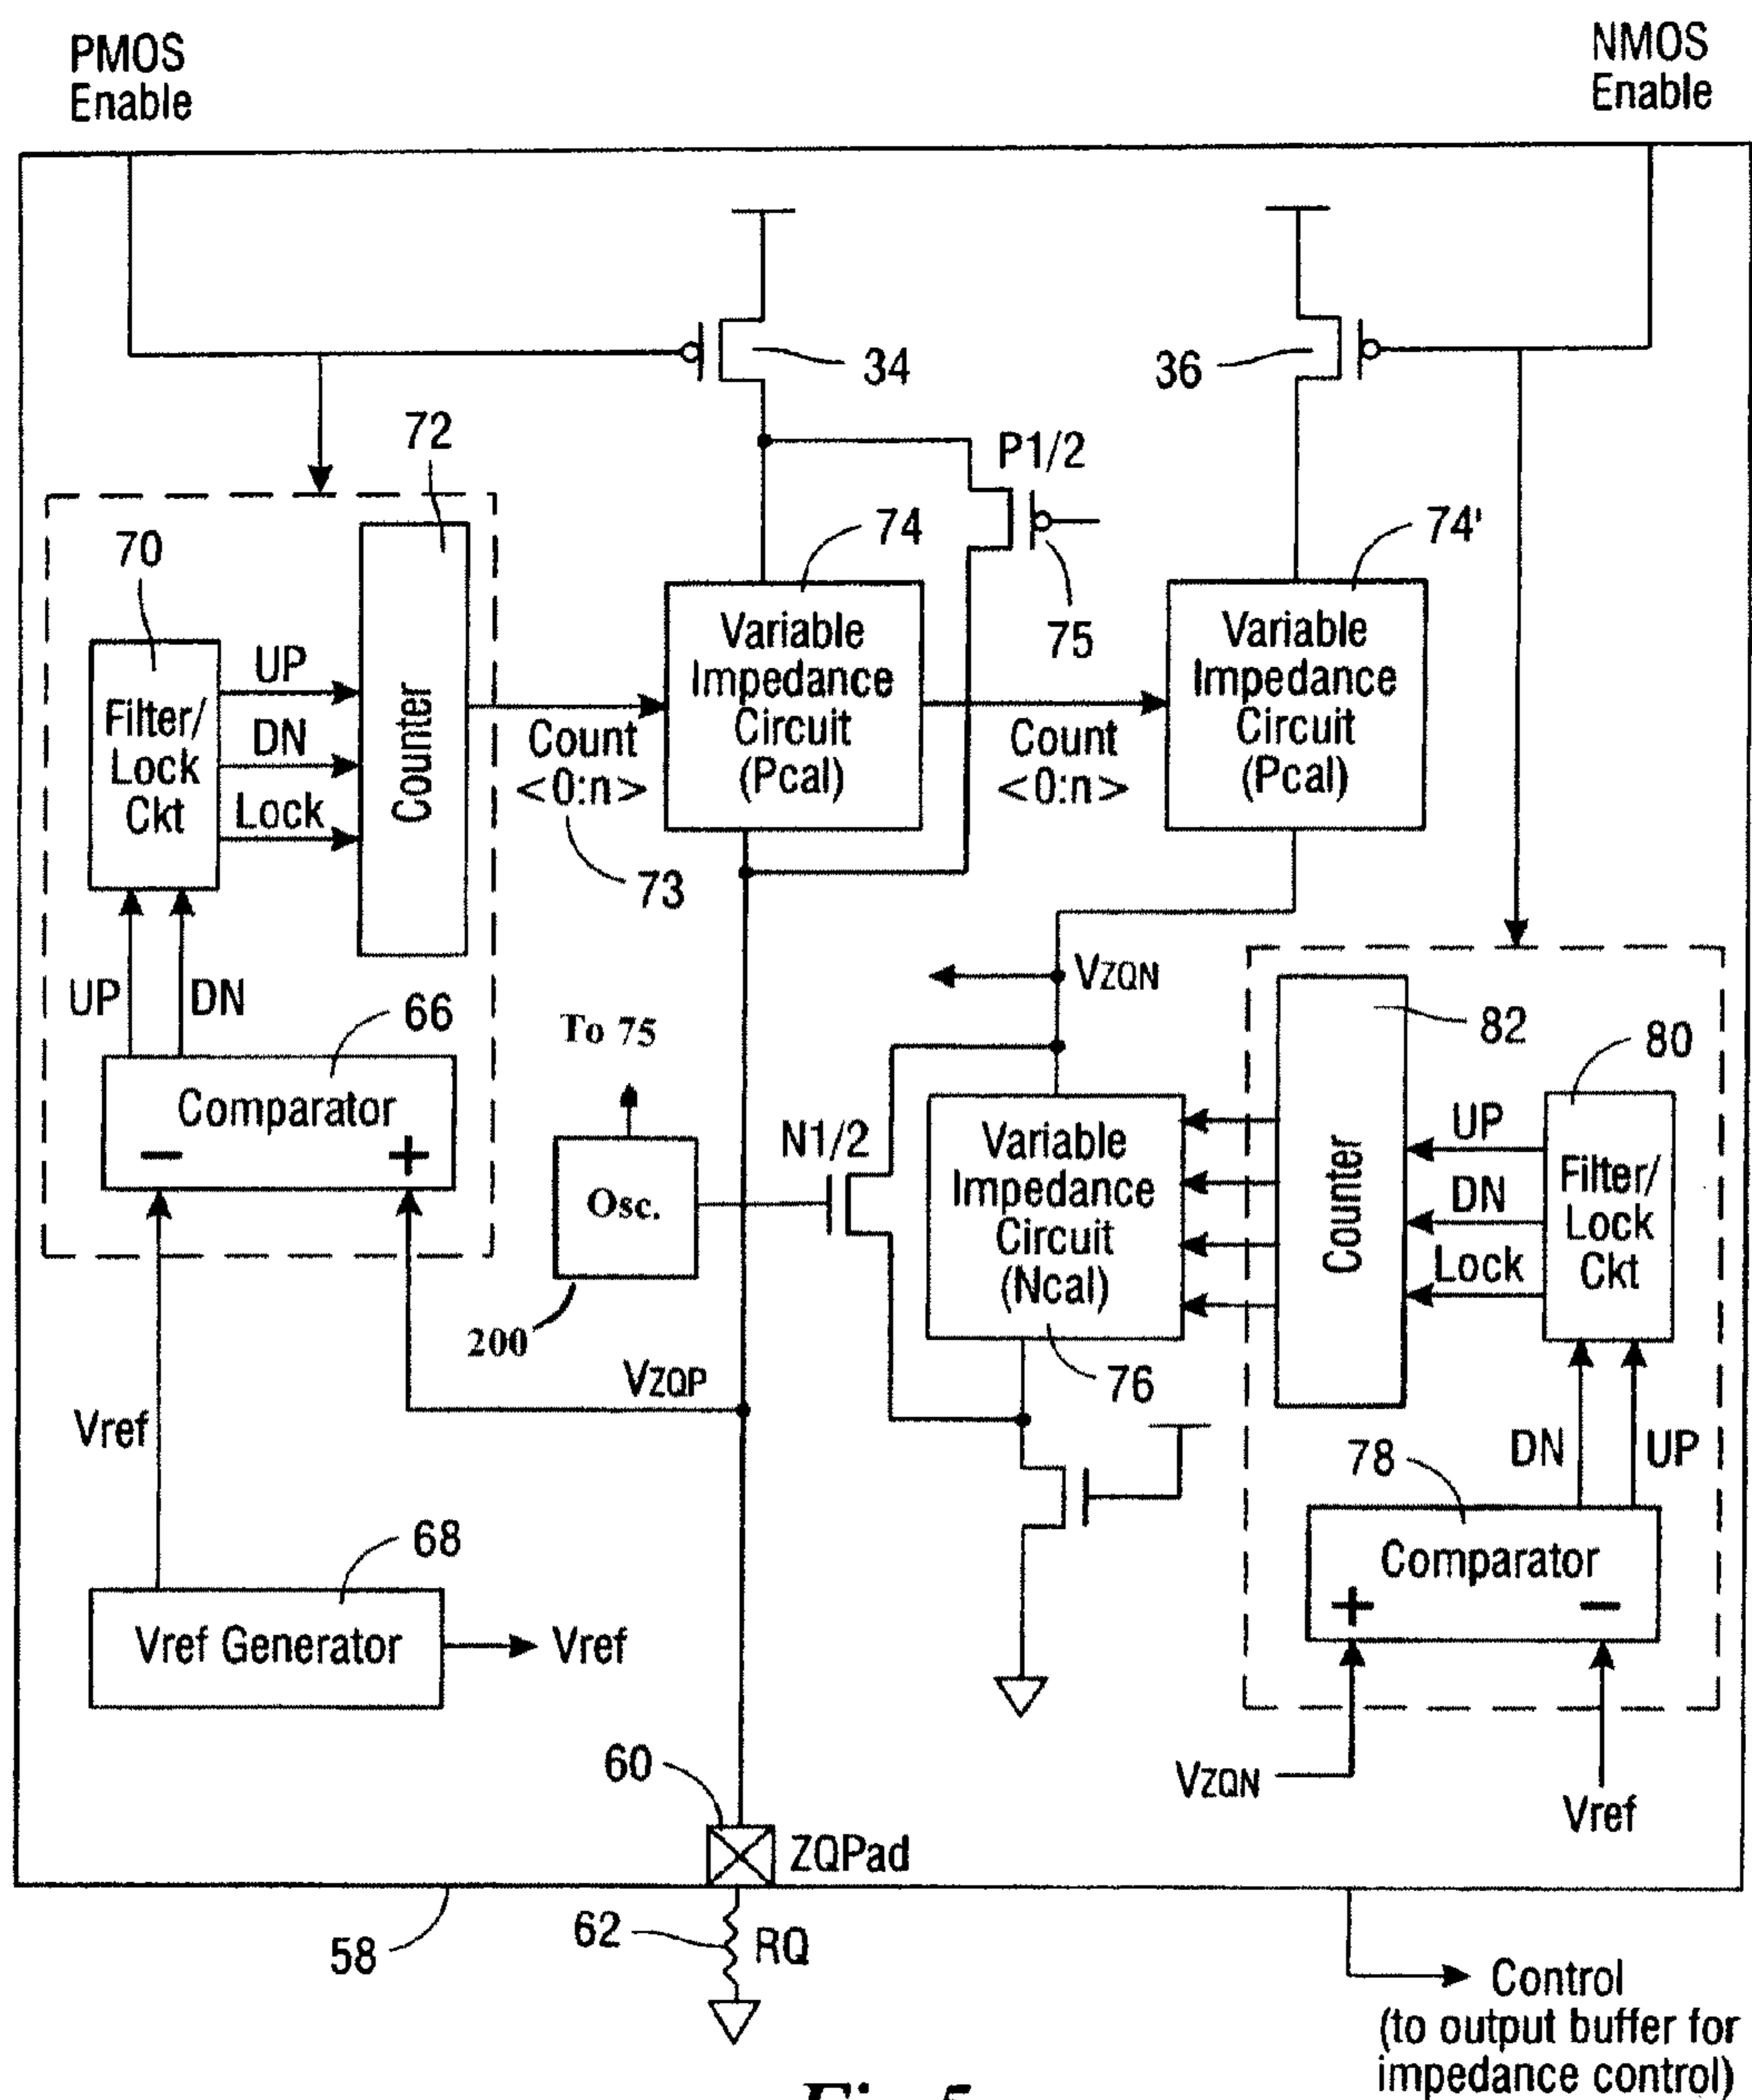 PMOS
Enable
NMOS
Enable
34
36
72
P1/2
74
74'
70
75
Filter/
Lock
Ckt
UP
DN
Lock
Counter
Count
<0:n>
73
Variable
Impedance
Circuit
(Pcal)
Count
<0:n>
Variable
Impedance
Circuit
(Pcal)
UP
DN
66
VZQN
82
80
To 75
Comparator
− +
N1/2
Osc.
200
Variable
Impedance
Circuit
(Ncal)
76
Counter
UP
DN
Lock
Filter/
Lock
Ckt
VZQP
Vref
DN
UP
78
68
Comparator
+ −
Vref Generator
Vref
60
VZQN
Vref
ZQPad
58
62
RQ
Control
(to output buffer for
impedance control)